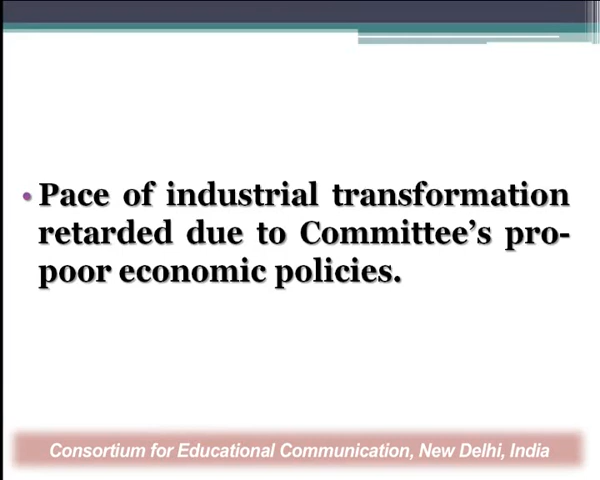 • Pace of industrial transformation
retarded due to Committee’s pro-
poor economic policies.
Consortium for Educational Communication, New Delhi, India